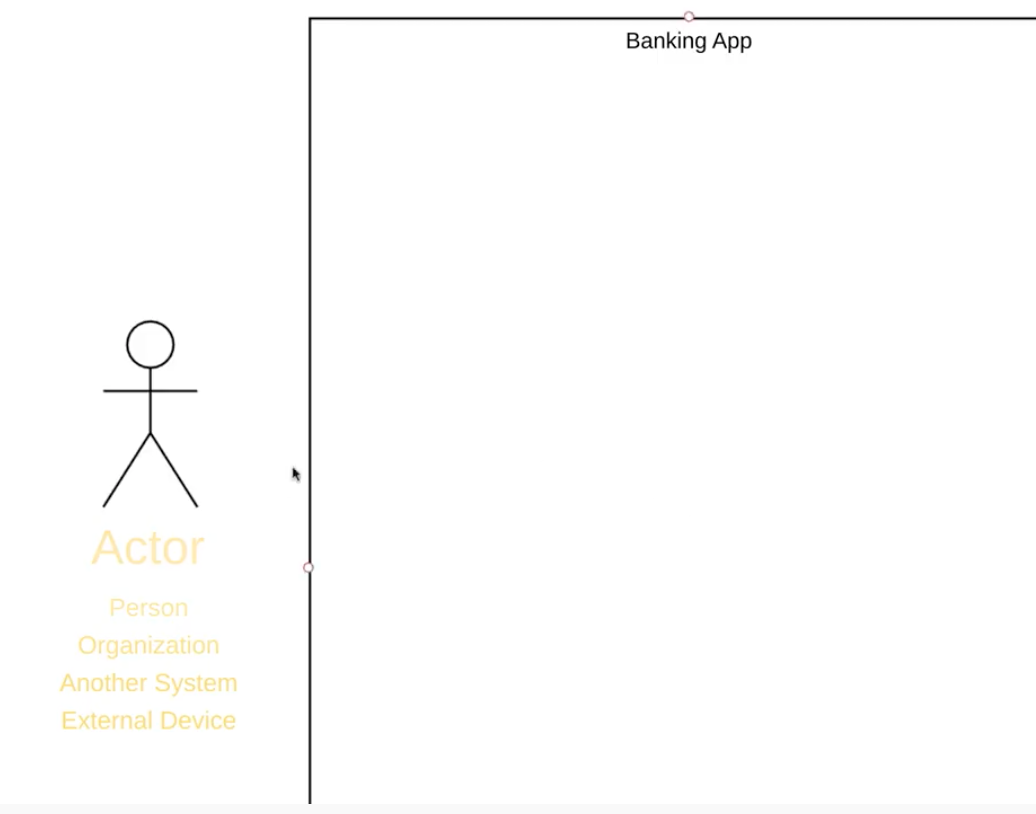 Banking App
Actor
Person
Organization
Another System
External Device